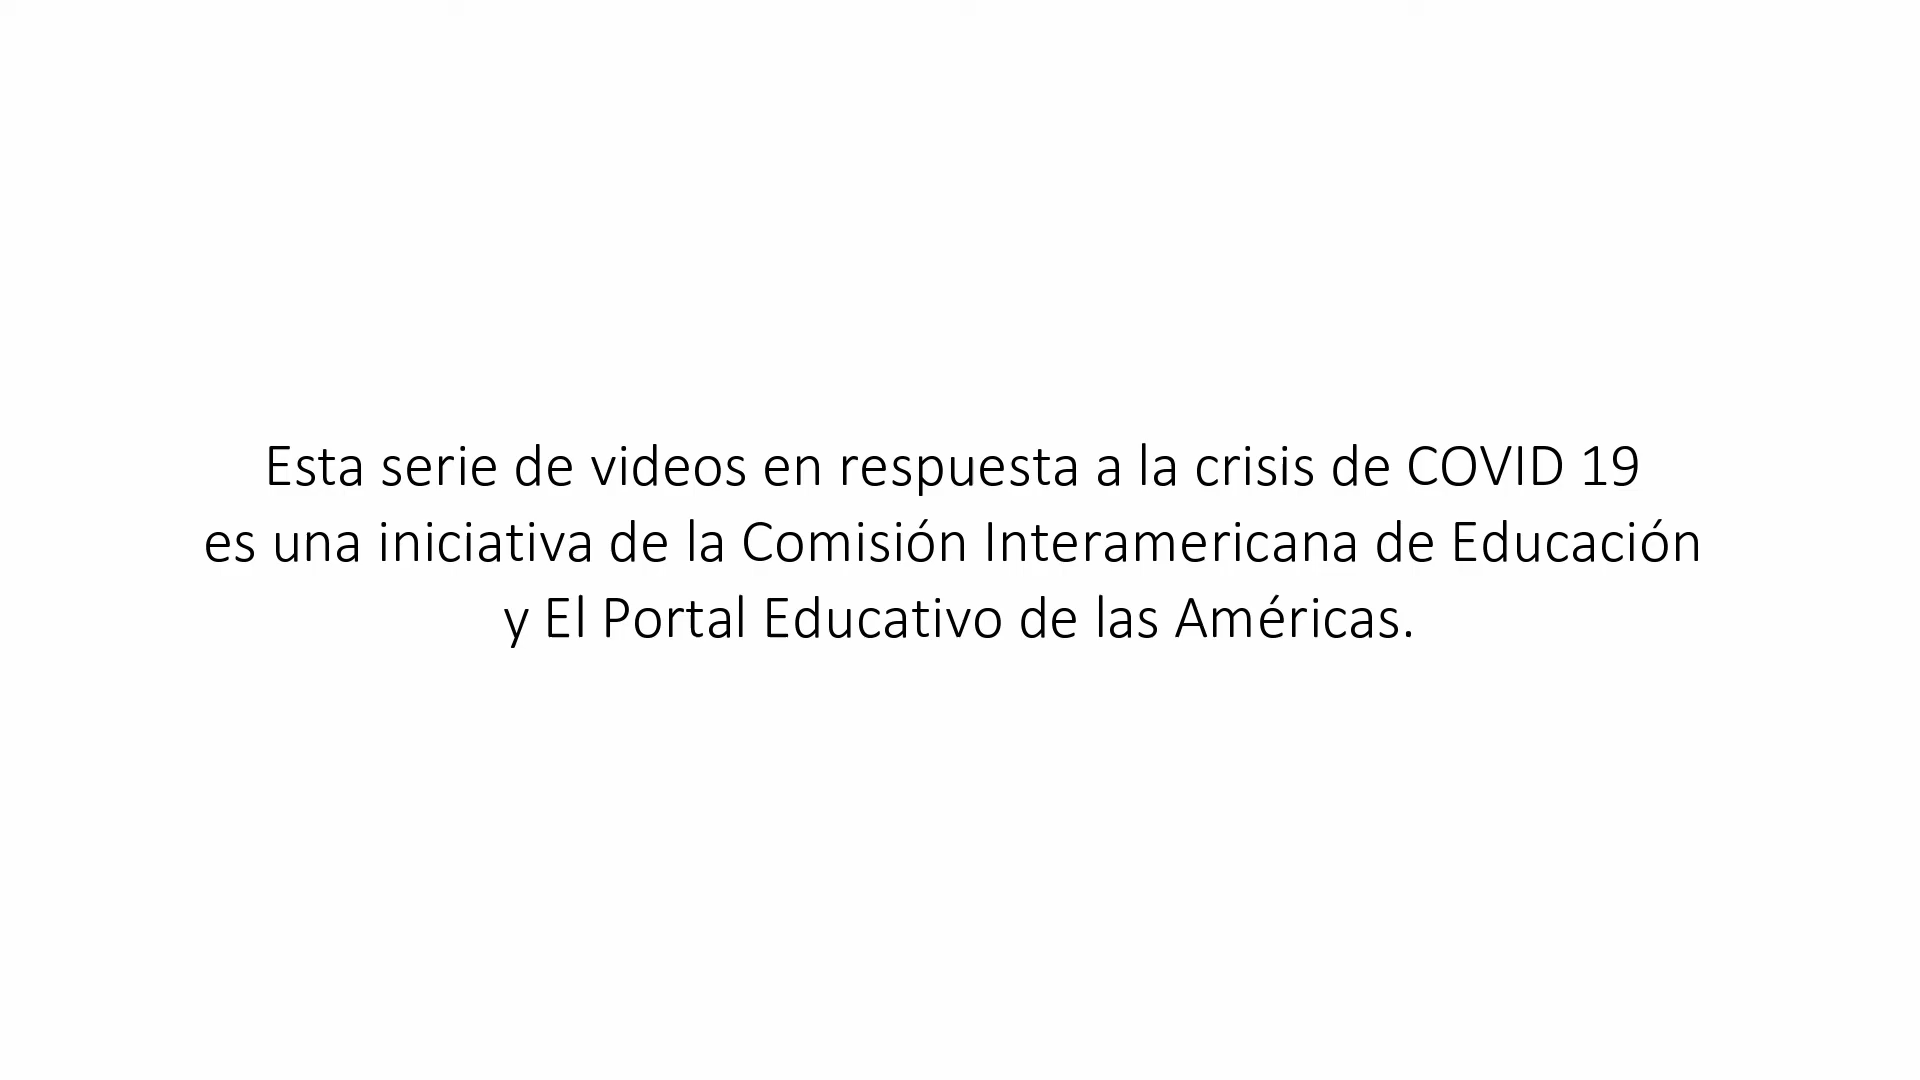 Esta serie de videos en respuesta a la crisis de COVID 19
es una iniciativa de la Comisión Interamericana de Educación
y El Portal Educativo de las Américas.